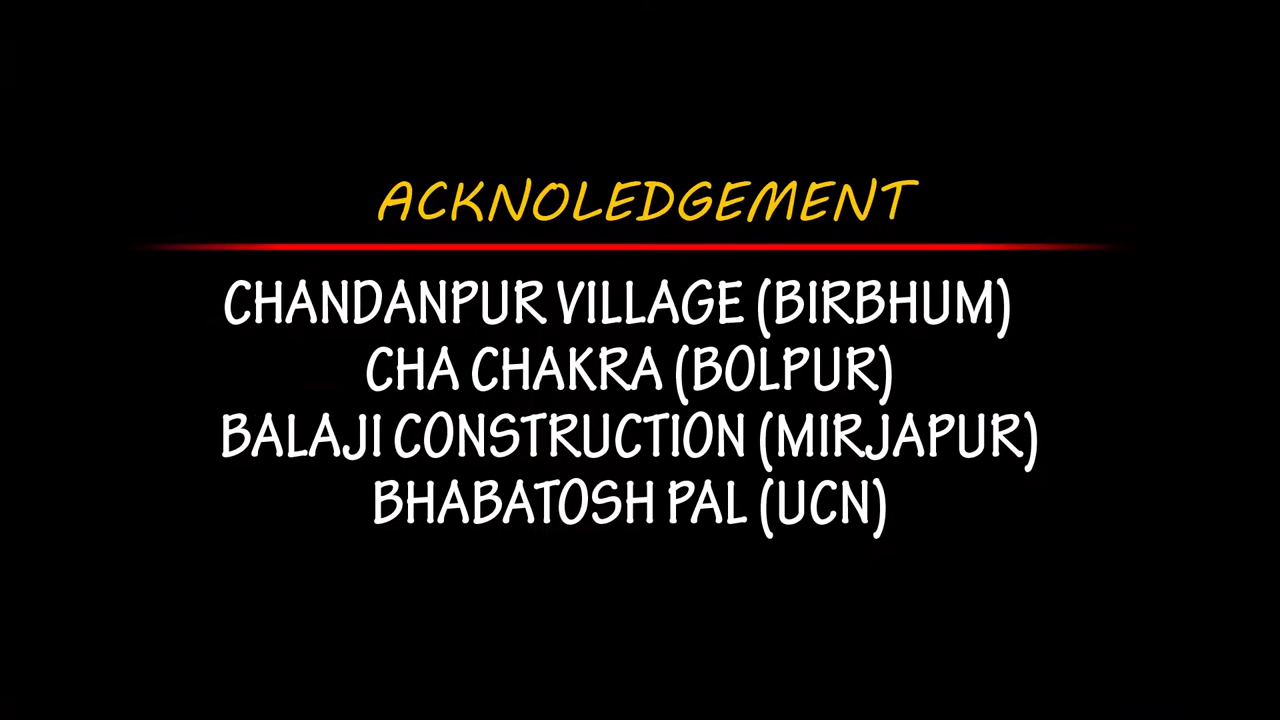 ACKNOLEDGEMENT
CHANDANPUR VILLAGE (BIRBHUM)
CHA CHAKRA (BOLPUR)
BALAJI CONSTRUCTION (MIRJAPUR)
BHABATOSH PAL (UCN)